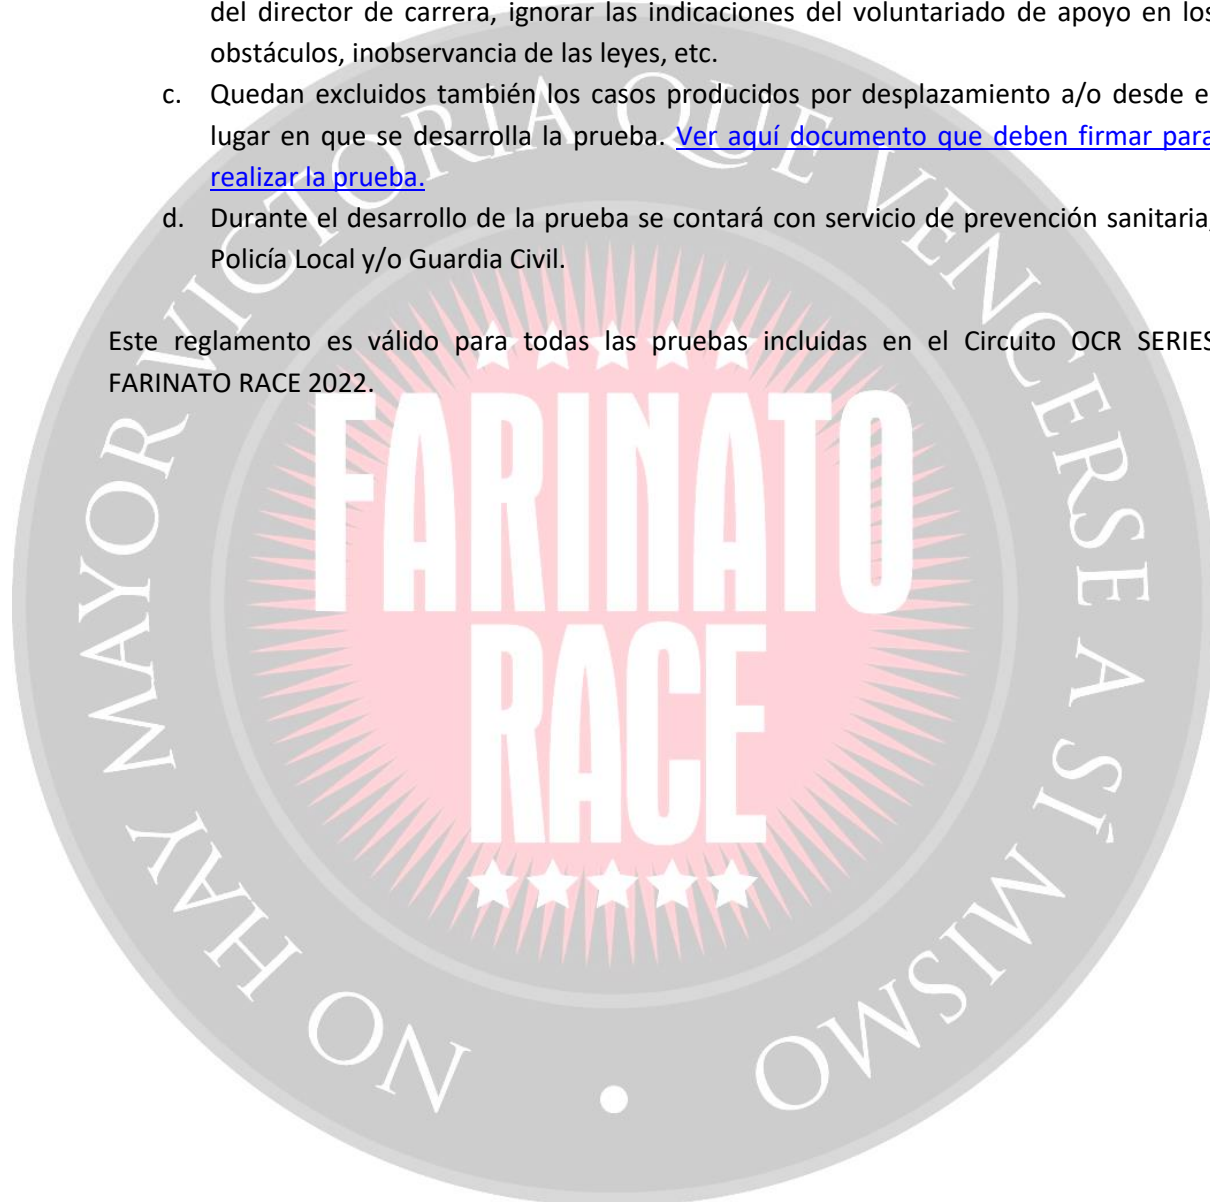 del director de carrera, ignorar las indicaciones del voluntariado de apoyo en los
obstáculos, inobservancia de las leyes, etc.
c. Quedan excluidos también los casos producidos por desplazamiento a/o desde e
lugar en que se desarrolla la prueba. Ver aquí documento que deben firmar para
realizar la prueba.
d. Durante el desarrollo de la prueba se contará con servicio de prevención sanitaria,
Policía Local y/o Guardia Civil.
Este reglamento es válido para todas las pruebas incluidas en el Circuito OCR SERIES
FARINATO RACE 2022.
NO HAY MAYOR VICTORIA QUE VENCERSE A SÍ MISMO
FARINATO
RACE